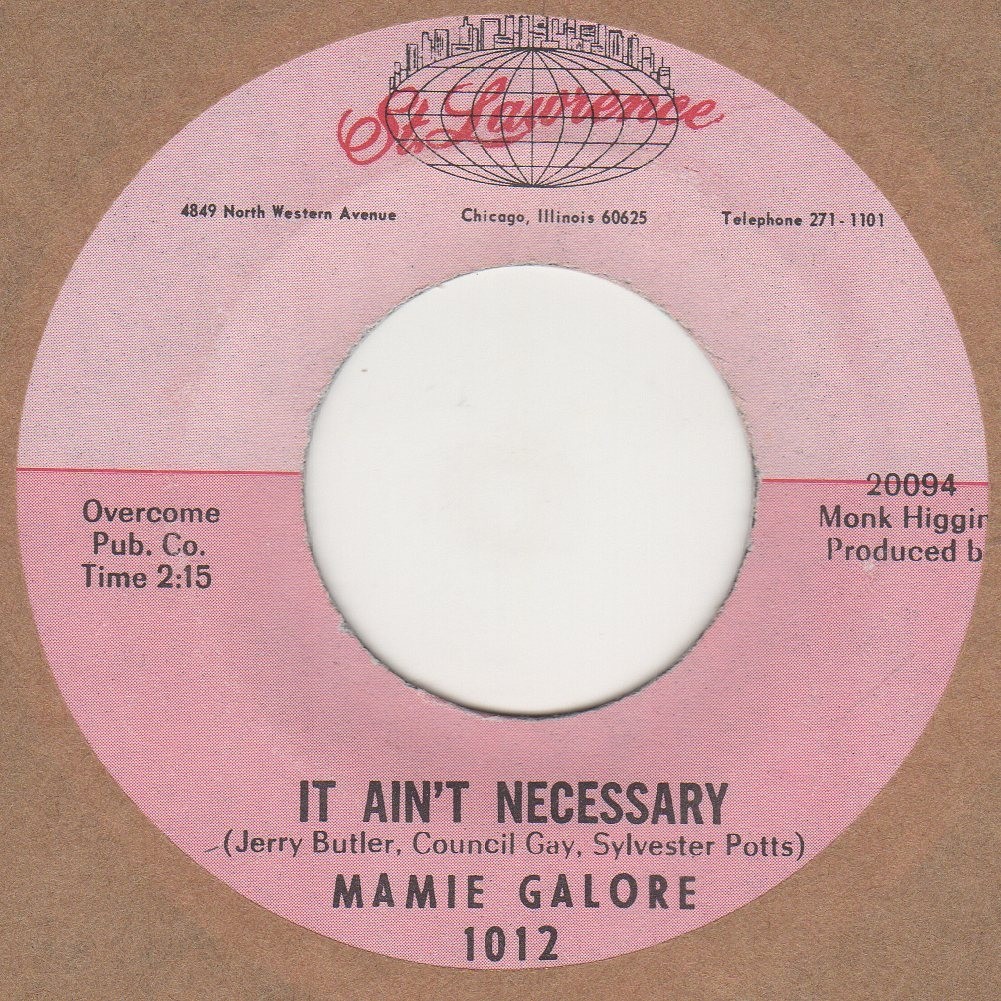 St. Lawrence
4849 North Western Avenue Chicago, Illinois 60625 Telephone 271-1101
Overcome
Pub. Co.
Time 2:15
20094
Monk Higgin
Produced b
IT AIN'T NECESSARY
(Jerry Butler, Council Gay, Sylvester Potts)
MAMIE GALORE
1012